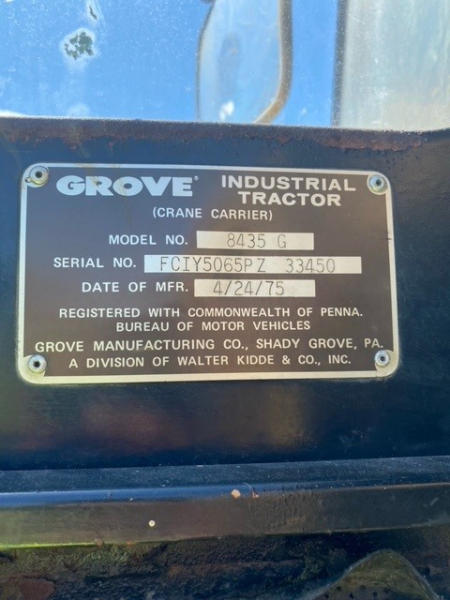 GROVE® INDUSTRIAL
TRACTOR
(CRANE CARRIER)
MODEL NO. 8435 G
SERIAL NO. FCIY5065PZ 33450
DATE OF MFR. 4/24/75
REGISTERED WITH COMMONWEALTH OF PENNA.
BUREAU OF MOTOR VEHICLES
GROVE MANUFACTURING CO., SHADY GROVE, PA.
A DIVISION OF WALTER KIDDE & CO., INC.